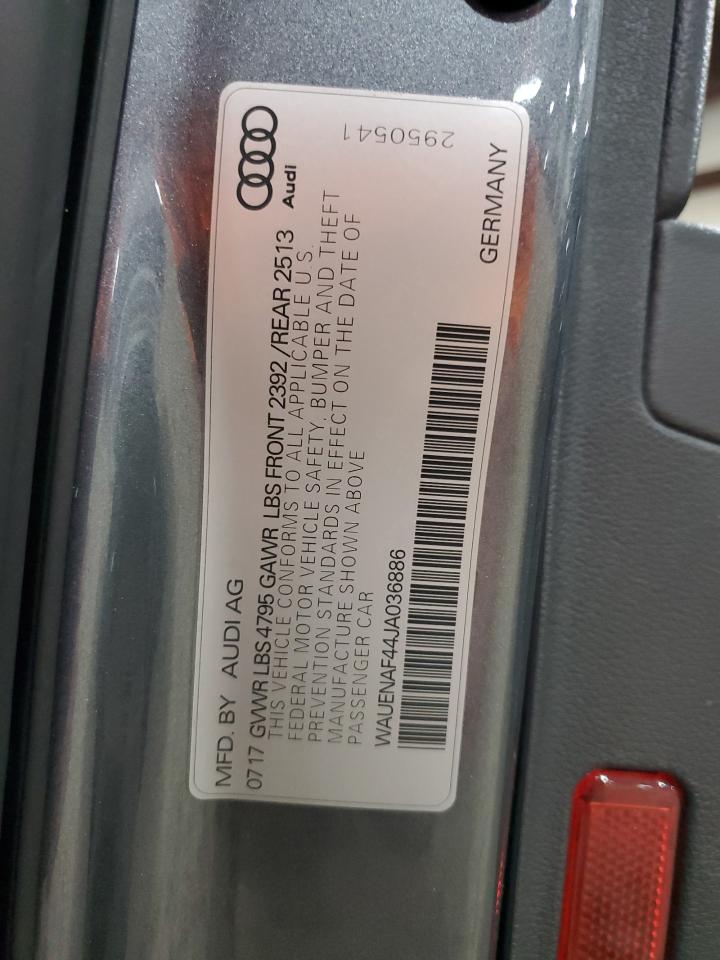 MFD. BY AUDI AG
Audi
0717 GVWR LBS 4795 GAWR LBS FRONT 2392 /REAR 2513
THIS VEHICLE CONFORMS TO ALL APPLICABLE U.S.
FEDERAL MOTOR VEHICLE SAFETY, BUMPER AND THEFT
PREVENTION STANDARDS IN EFFECT ON THE DATE OF
MANUFACTURE SHOWN ABOVE
PASSENGER CAR
WAUENAF44JA036886
GERMANY
2950541